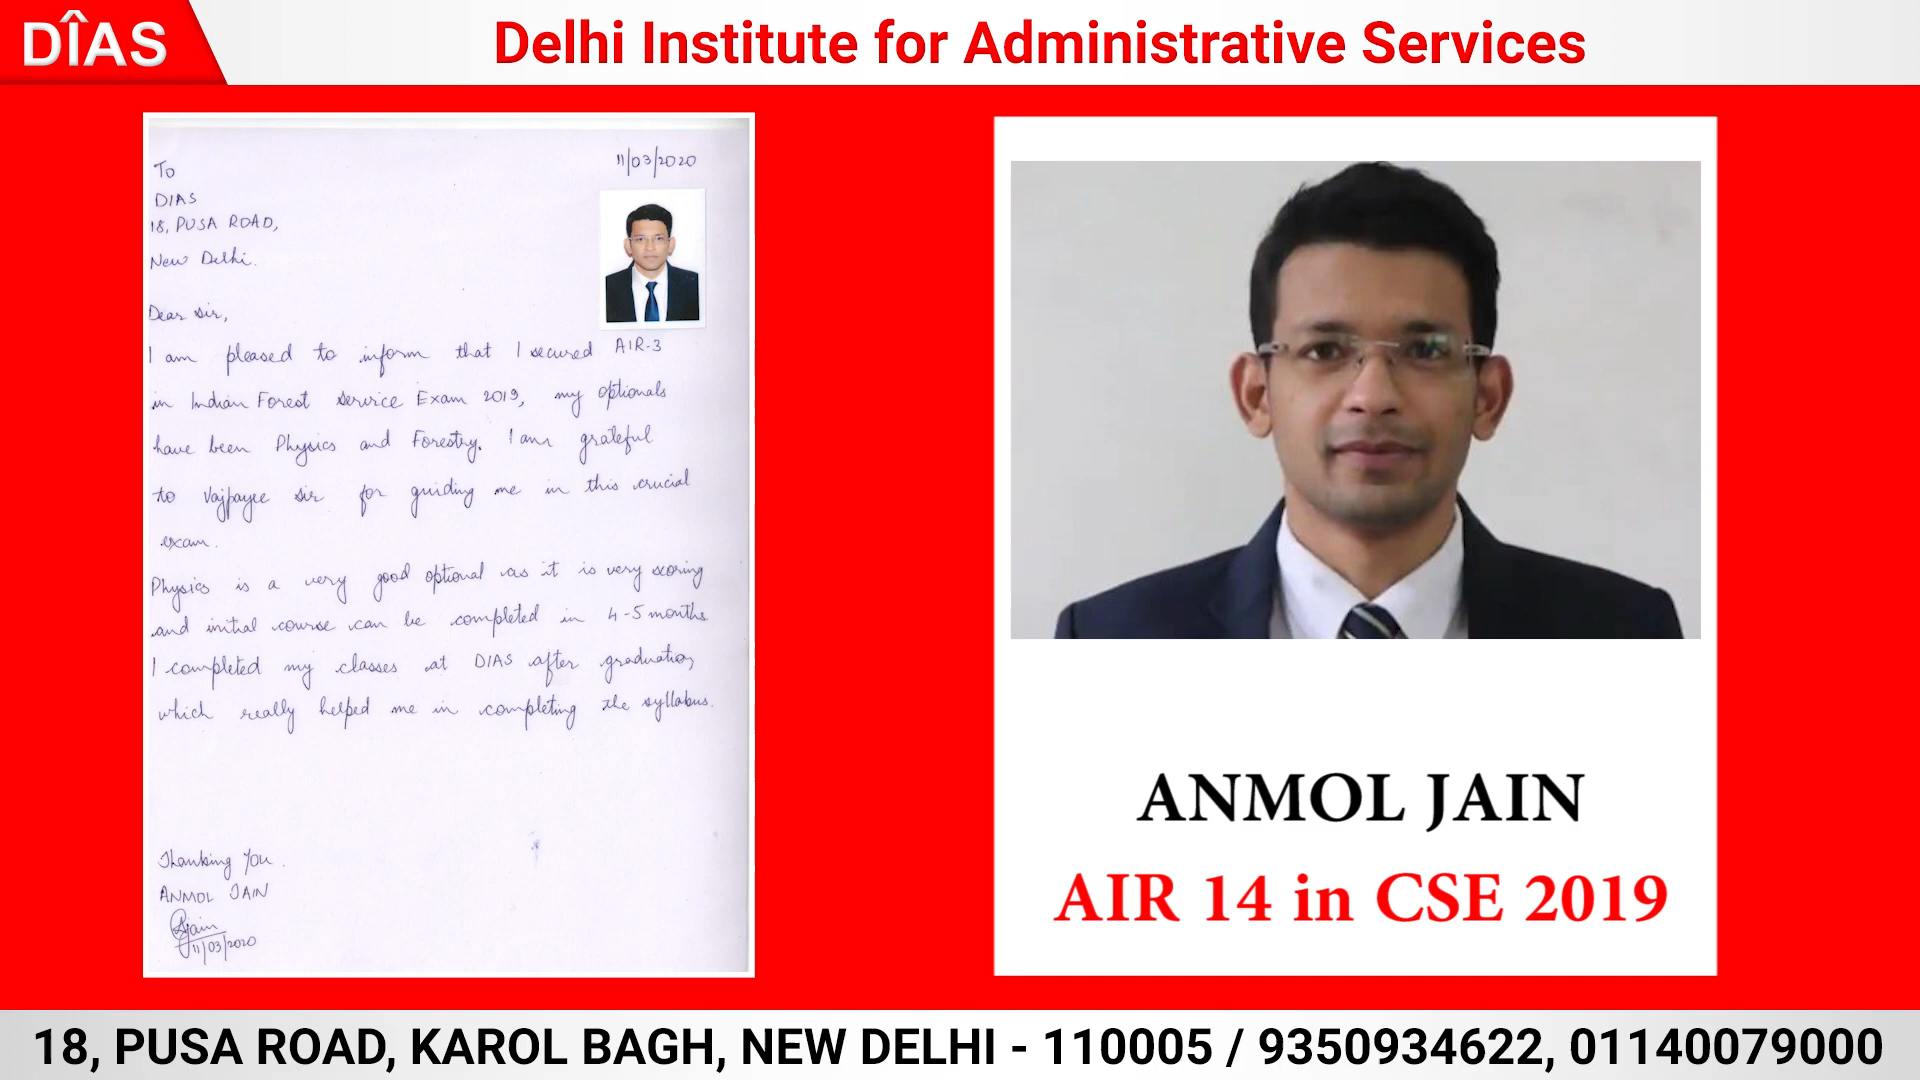 DÎAS
Delhi Institute for Administrative Services
11/03/2020
To
DIAS
18, PUSA ROAD,
New Delhi.
Dear Sir,
I am pleased to inform that I secured AIR-3
in Indian Forest Service Exam 2019, my optionals
have been Physics and Forestry. I am grateful
to Vajpayee sir for guiding me in this crucial
exam.
Physics is a very good optional as it is very scoring
and initial course can be completed in 4-5 months.
I completed my classes at DIAS after graduation,
which really helped me in completing the syllabus.
Thanking You.
ANMOL JAIN
Ajain
11/03/2020
ANMOL JAIN
AIR 14 in CSE 2019
18, PUSA ROAD, KAROL BAGH, NEW DELHI - 110005 / 9350934622, 01140079000